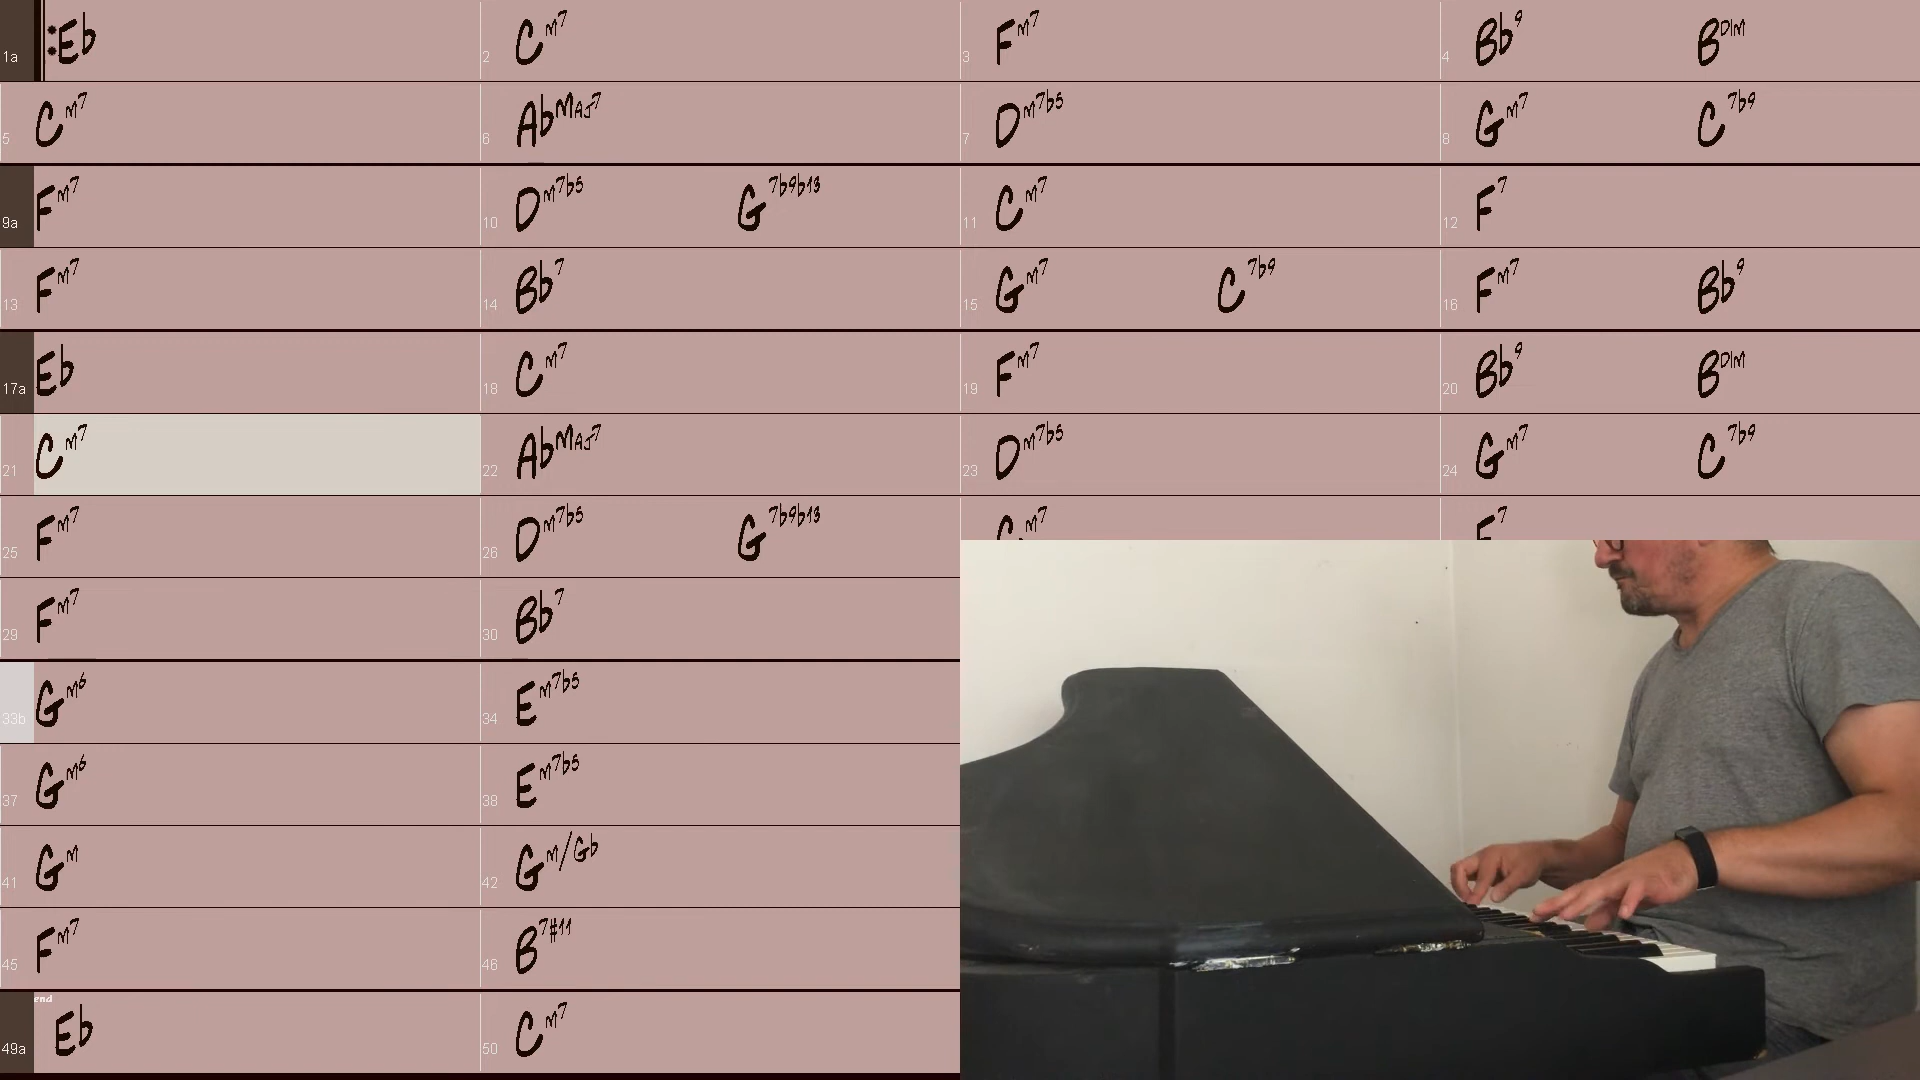 1a :Eb 2 Cm7 3 Fm7 4 Bb9 BDIM
5 Cm7 6 AbMAJ7 7 Dm7b5 8 Gm7 C7b9
9a Fm7 10 Dm7b5 G7b9b13 11 Cm7 12 F7
13 Fm7 14 Bb7 15 Gm7 C7b9 16 Fm7 Bb9
17a Eb 18 Cm7 19 Fm7 20 Bb9 BDIM
21 Cm7 22 AbMAJ7 23 Dm7b5 24 Gm7 C7b9
25 Fm7 26 Dm7b5 G7b9b13 Cm7 F7
29 Fm7 30 Bb7
33b Gm6 34 Em7b5
37 Gm6 38 Em7b5
41 Gm 42 Gm/Gb
45 Fm7 46 B7#11
end
49a Eb 50 Cm7